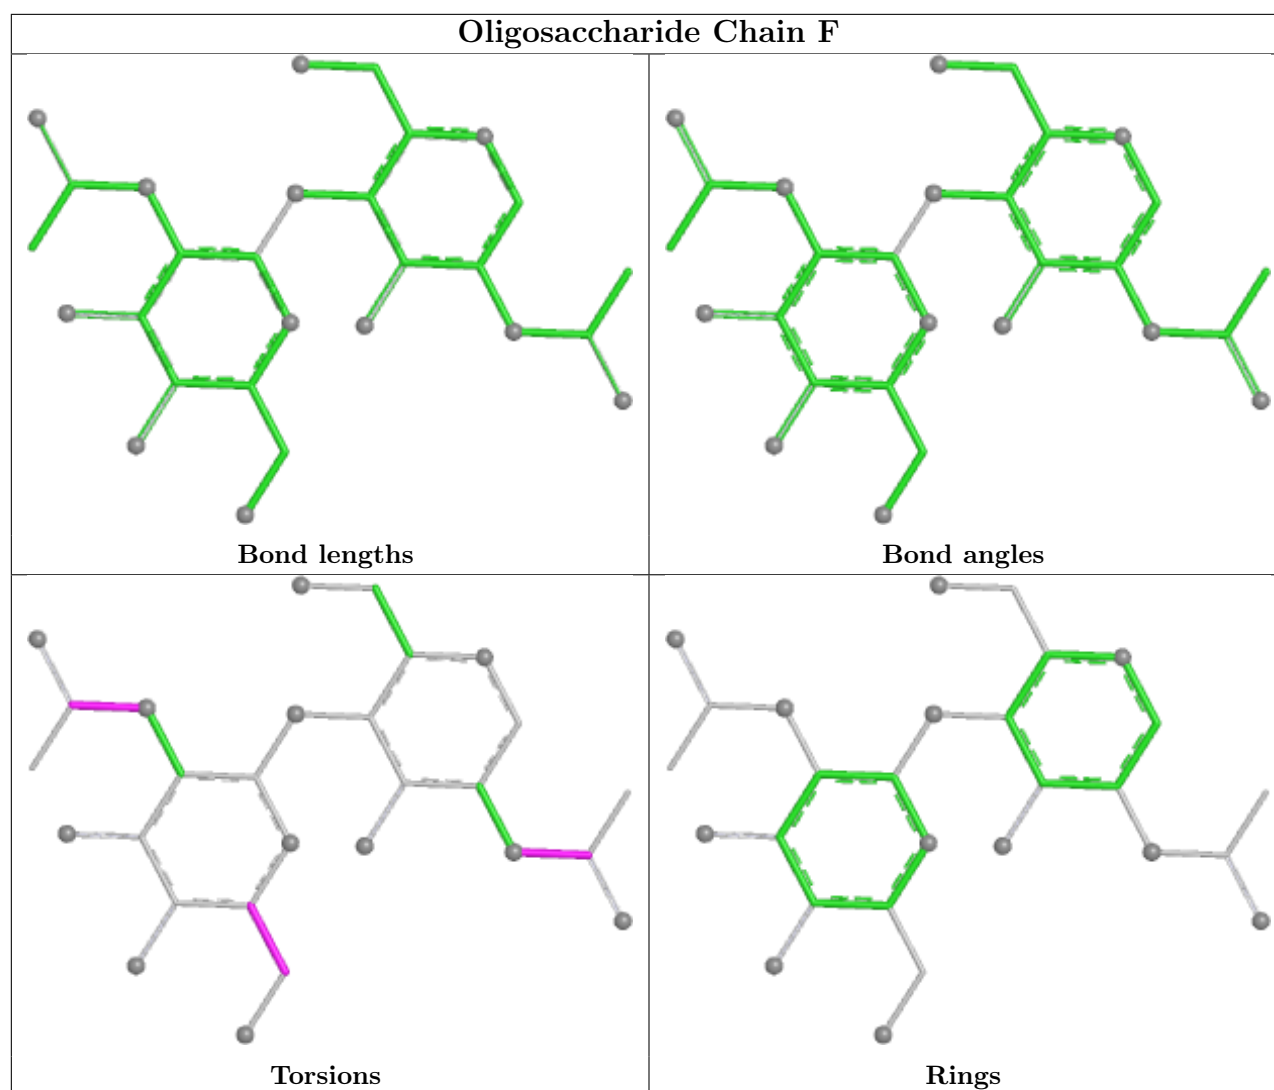 Oligosaccharide Chain F
Bond lengths
Bond angles
Torsions
Rings